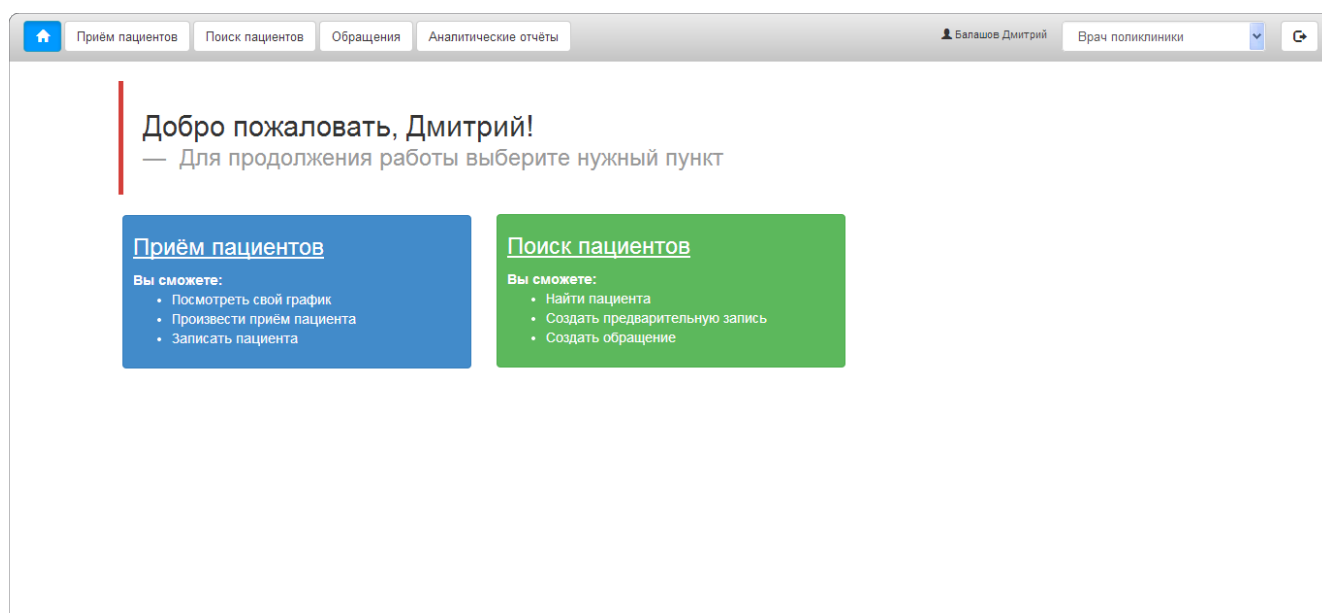 Приём пациентов Поиск пациентов Обращения Аналитические отчёты Балашов Дмитрий Врач поликлиники
Добро пожаловать, Дмитрий!
— Для продолжения работы выберите нужный пункт
Приём пациентов
Вы сможете:
• Посмотреть свой график
• Произвести приём пациента
• Записать пациента
Поиск пациентов
Вы сможете:
• Найти пациента
• Создать предварительную запись
• Создать обращение